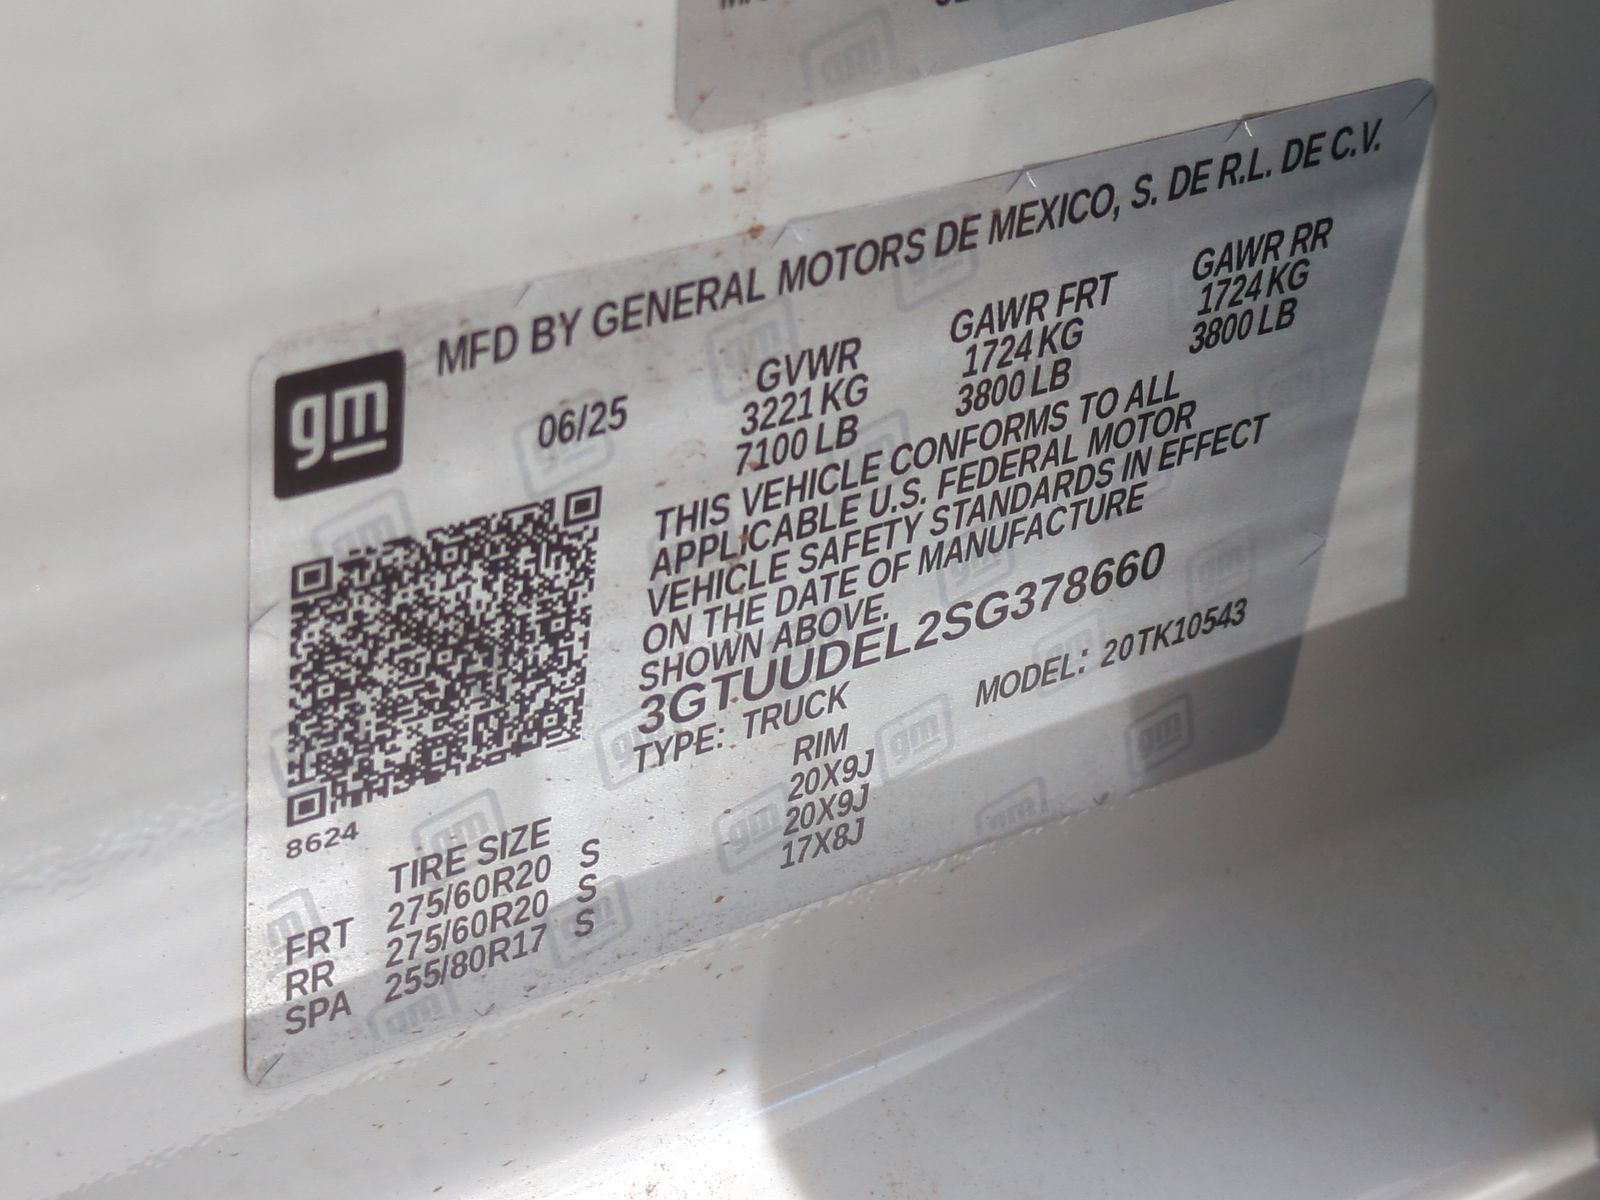 gm
MFD BY GENERAL MOTORS DE MEXICO, S. DE R.L. DE C.V.
06/25
GVWR GAWR FRT GAWR RR
3221 KG 1724 KG 1724 KG
7100 LB 3800 LB 3800 LB
THIS VEHICLE CONFORMS TO ALL
APPLICABLE U.S. FEDERAL MOTOR
VEHICLE SAFETY STANDARDS IN EFFECT
ON THE DATE OF MANUFACTURE
SHOWN ABOVE.
3GTUUDEL2SG378660
TYPE: TRUCK MODEL: 20TK10543
8624
TIRE SIZE RIM
FRT 275/60R20 S 20X9J
RR 275/60R20 S 20X9J
SPA 255/80R17 S 17X8J